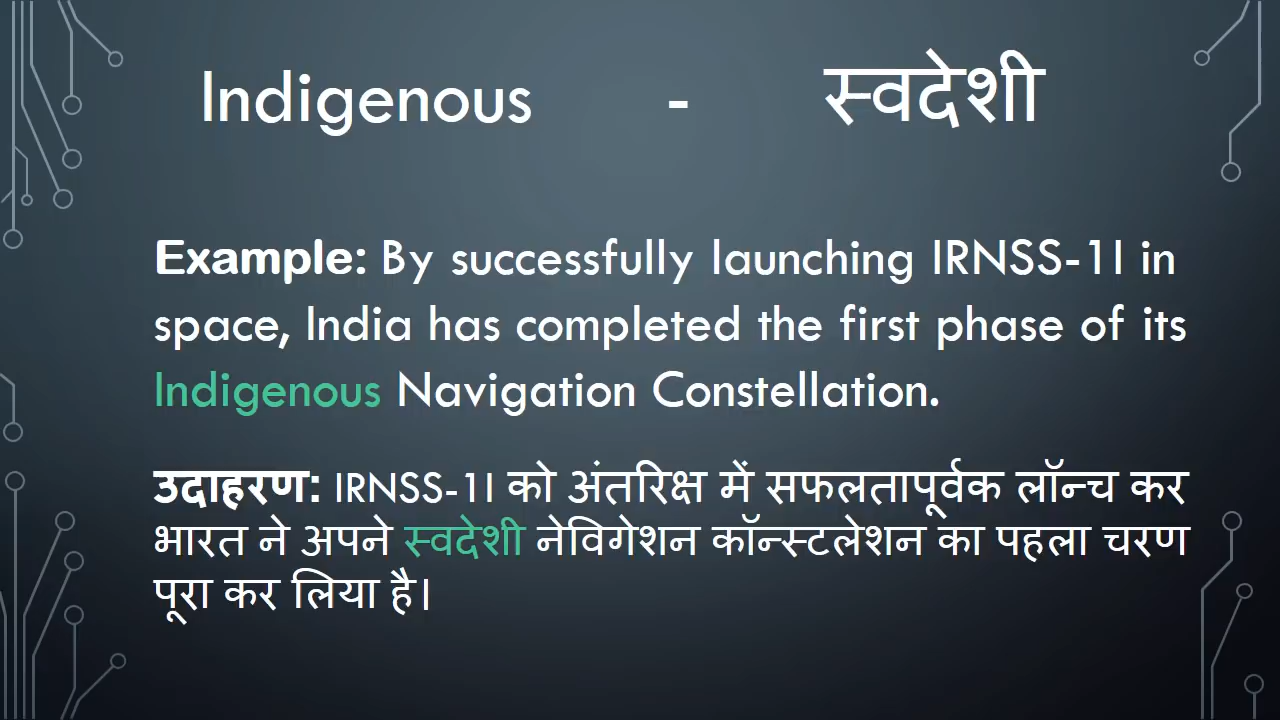 Indigenous - स्वदेशी
Example: By successfully launching IRNSS-1I in
space, India has completed the first phase of its
Indigenous Navigation Constellation.
उदाहरण: IRNSS-1I को अंतरिक्ष में सफलतापूर्वक लॉन्च कर
भारत ने अपने स्वदेशी नेविगेशन कॉन्स्टलेशन का पहला चरण
पूरा कर लिया है।